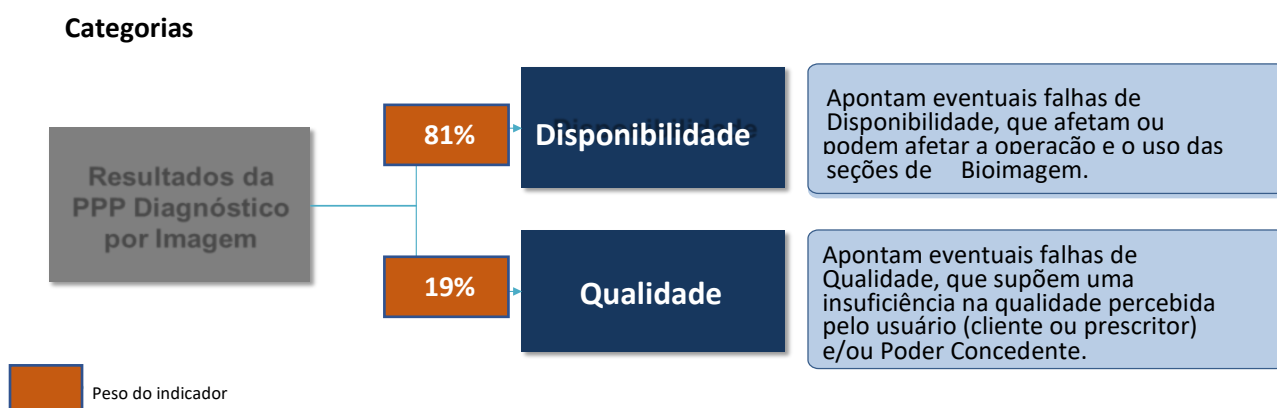 Categorias
Resultados da
PPP Diagnóstico
por Imagem
81%
Disponibilidade
Apontam eventuais falhas de
Disponibilidade, que afetam ou
podem afetar a operação e o uso das
seções de Bioimagem.
19%
Qualidade
Apontam eventuais falhas de
Qualidade, que supõem uma
insuficiência na qualidade percebida
pelo usuário (cliente ou prescritor)
e/ou Poder Concedente.
Peso do indicador